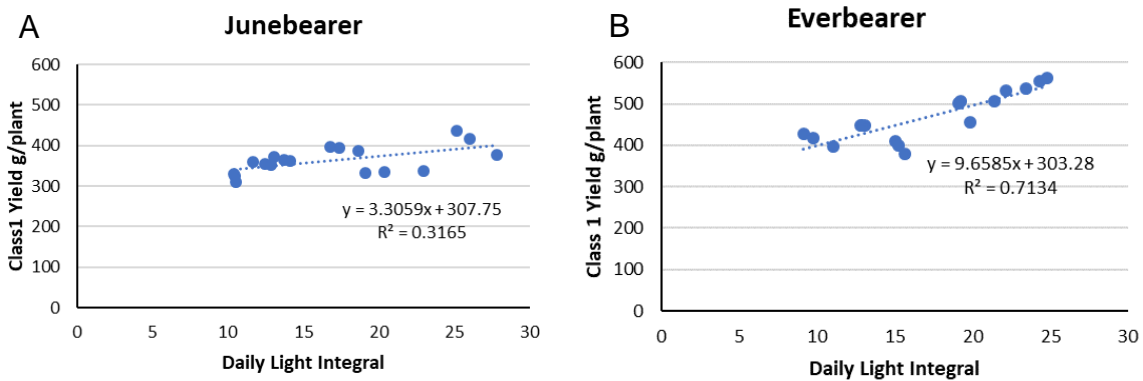 A
Junebearer
Class1 Yield g/plant
600
500
400
300
200
100
0
y = 3.3059x + 307.75
R² = 0.3165
0 5 10 15 20 25 30
Daily Light Integral
B
Everbearer
Class 1 Yield g/plant
600
500
400
300
200
100
0
y = 9.6585x + 303.28
R² = 0.7134
0 5 10 15 20 25 30
Daily Light Integral